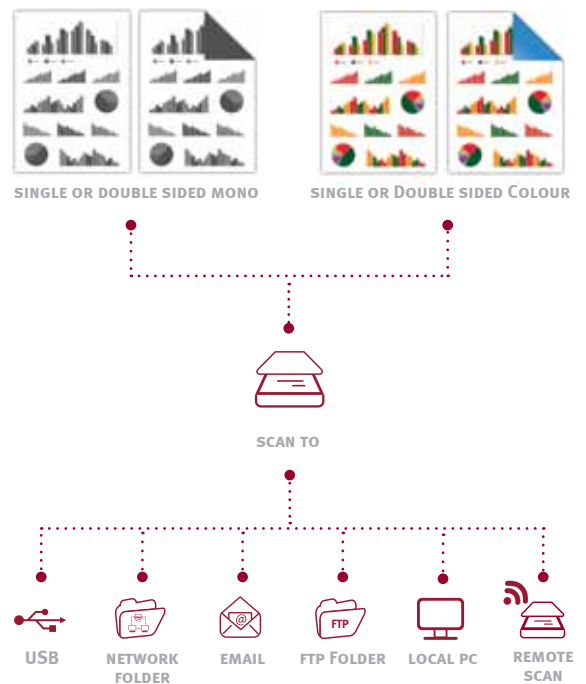 SINGLE OR DOUBLE SIDED MONO
SINGLE OR DOUBLE SIDED COLOUR
SCAN TO
@
FTP
USB
NETWORK
FOLDER
EMAIL
FTP FOLDER
LOCAL PC
REMOTE
SCAN